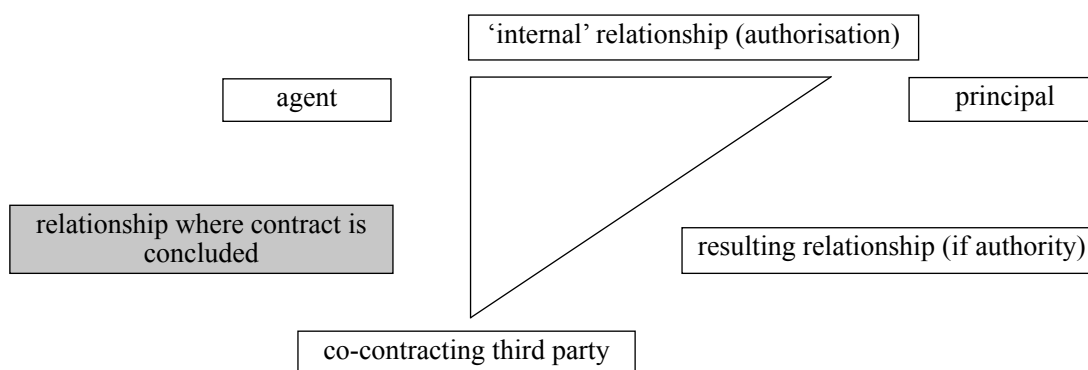 ‘internal’ relationship (authorisation)
agent
principal
relationship where contract is
concluded
resulting relationship (if authority)
co-contracting third party